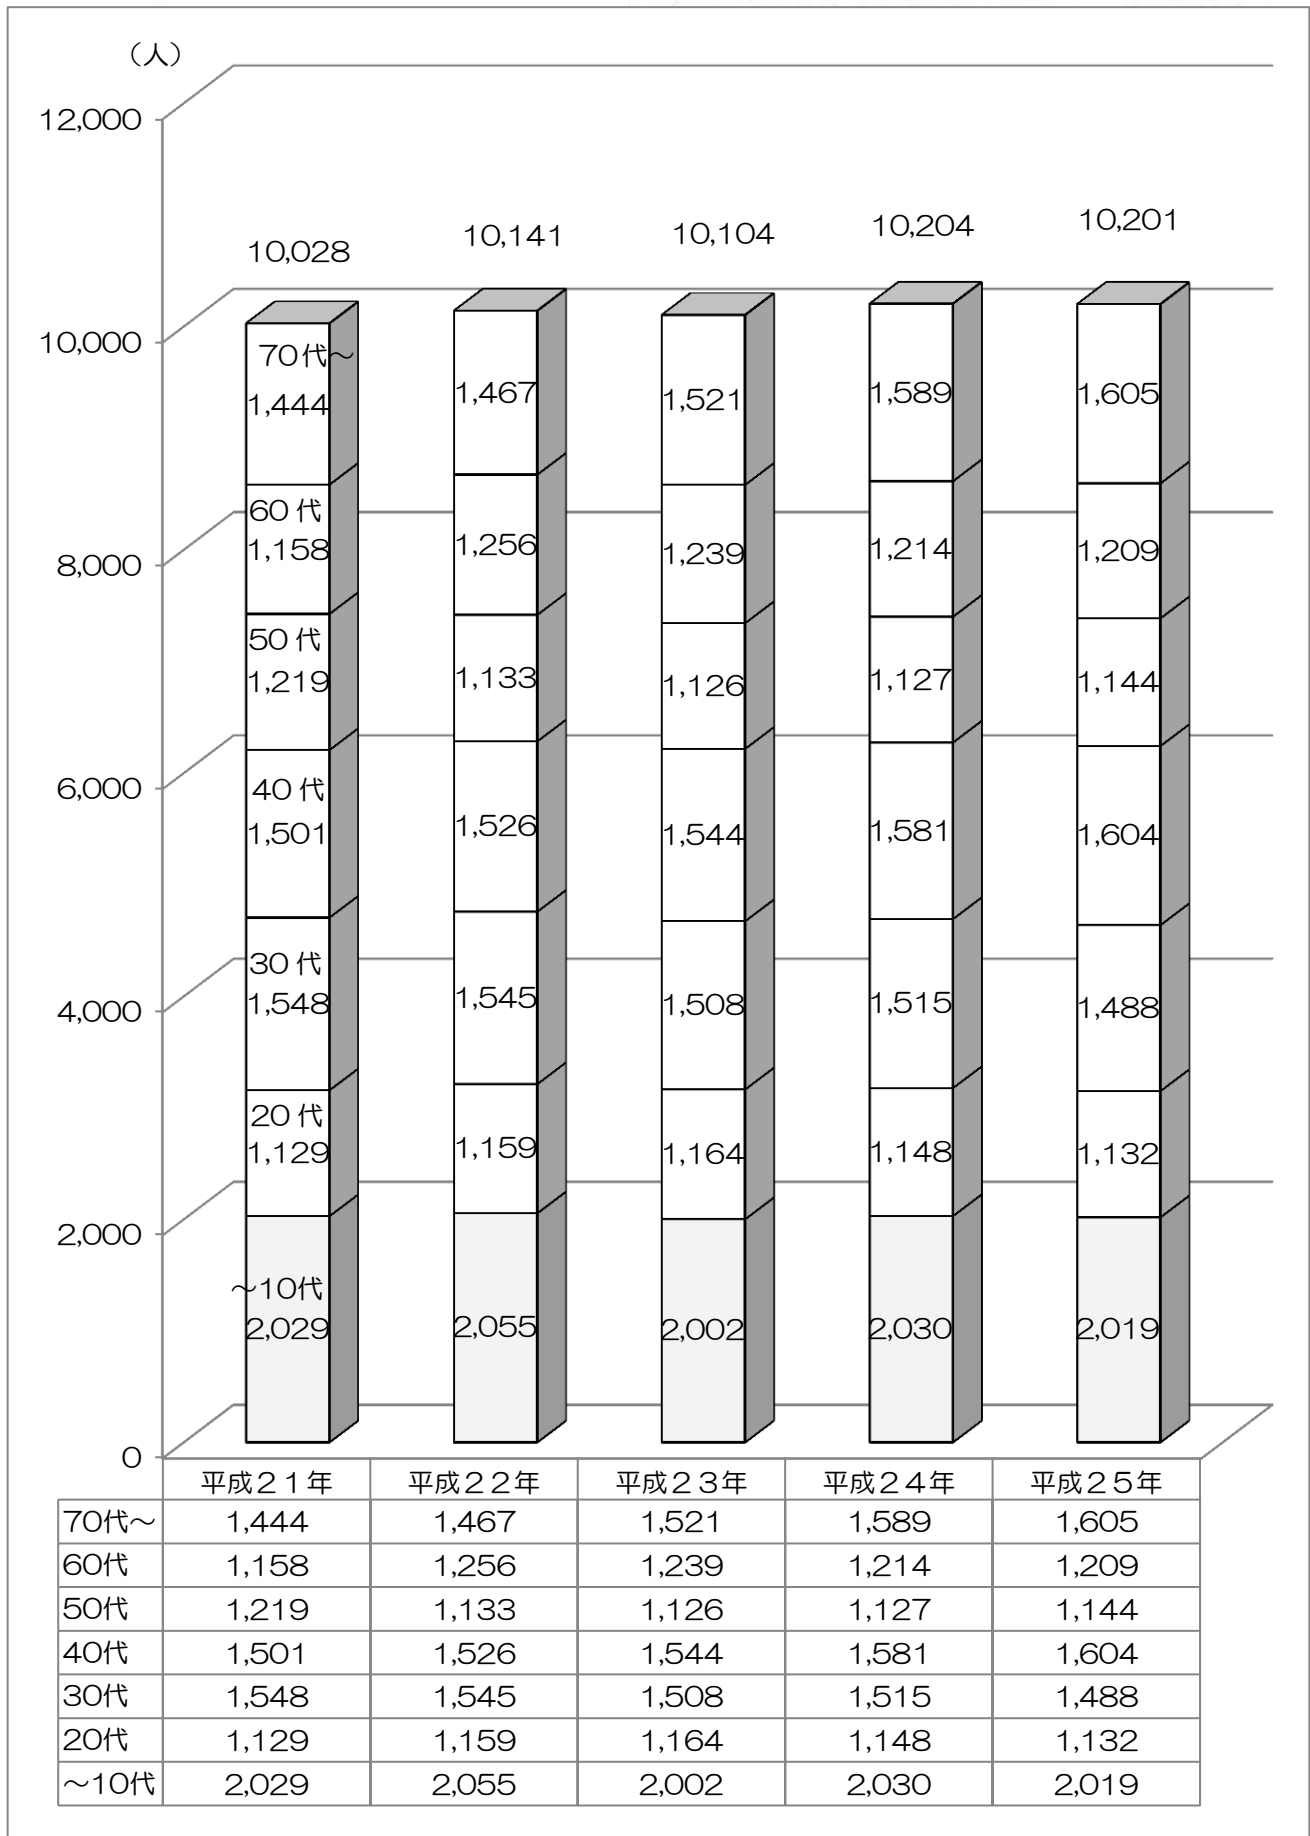 （人）
12,000
10,000
8,000
6,000
4,000
2,000
0
10,028 10,141 10,104 10,204 10,201
70代～
1,444 1,467 1,521 1,589 1,605
60代
1,158 1,256 1,239 1,214 1,209
50代
1,219 1,133 1,126 1,127 1,144
40代
1,501 1,526 1,544 1,581 1,604
30代
1,548 1,545 1,508 1,515 1,488
20代
1,129 1,159 1,164 1,148 1,132
～10代
2,029 2,055 2,002 2,030 2,019
平成２１年 平成２２年 平成２３年 平成２４年 平成２５年
70代～ 1,444 1,467 1,521 1,589 1,605
60代 1,158 1,256 1,239 1,214 1,209
50代 1,219 1,133 1,126 1,127 1,144
40代 1,501 1,526 1,544 1,581 1,604
30代 1,548 1,545 1,508 1,515 1,488
20代 1,129 1,159 1,164 1,148 1,132
～10代 2,029 2,055 2,002 2,030 2,019